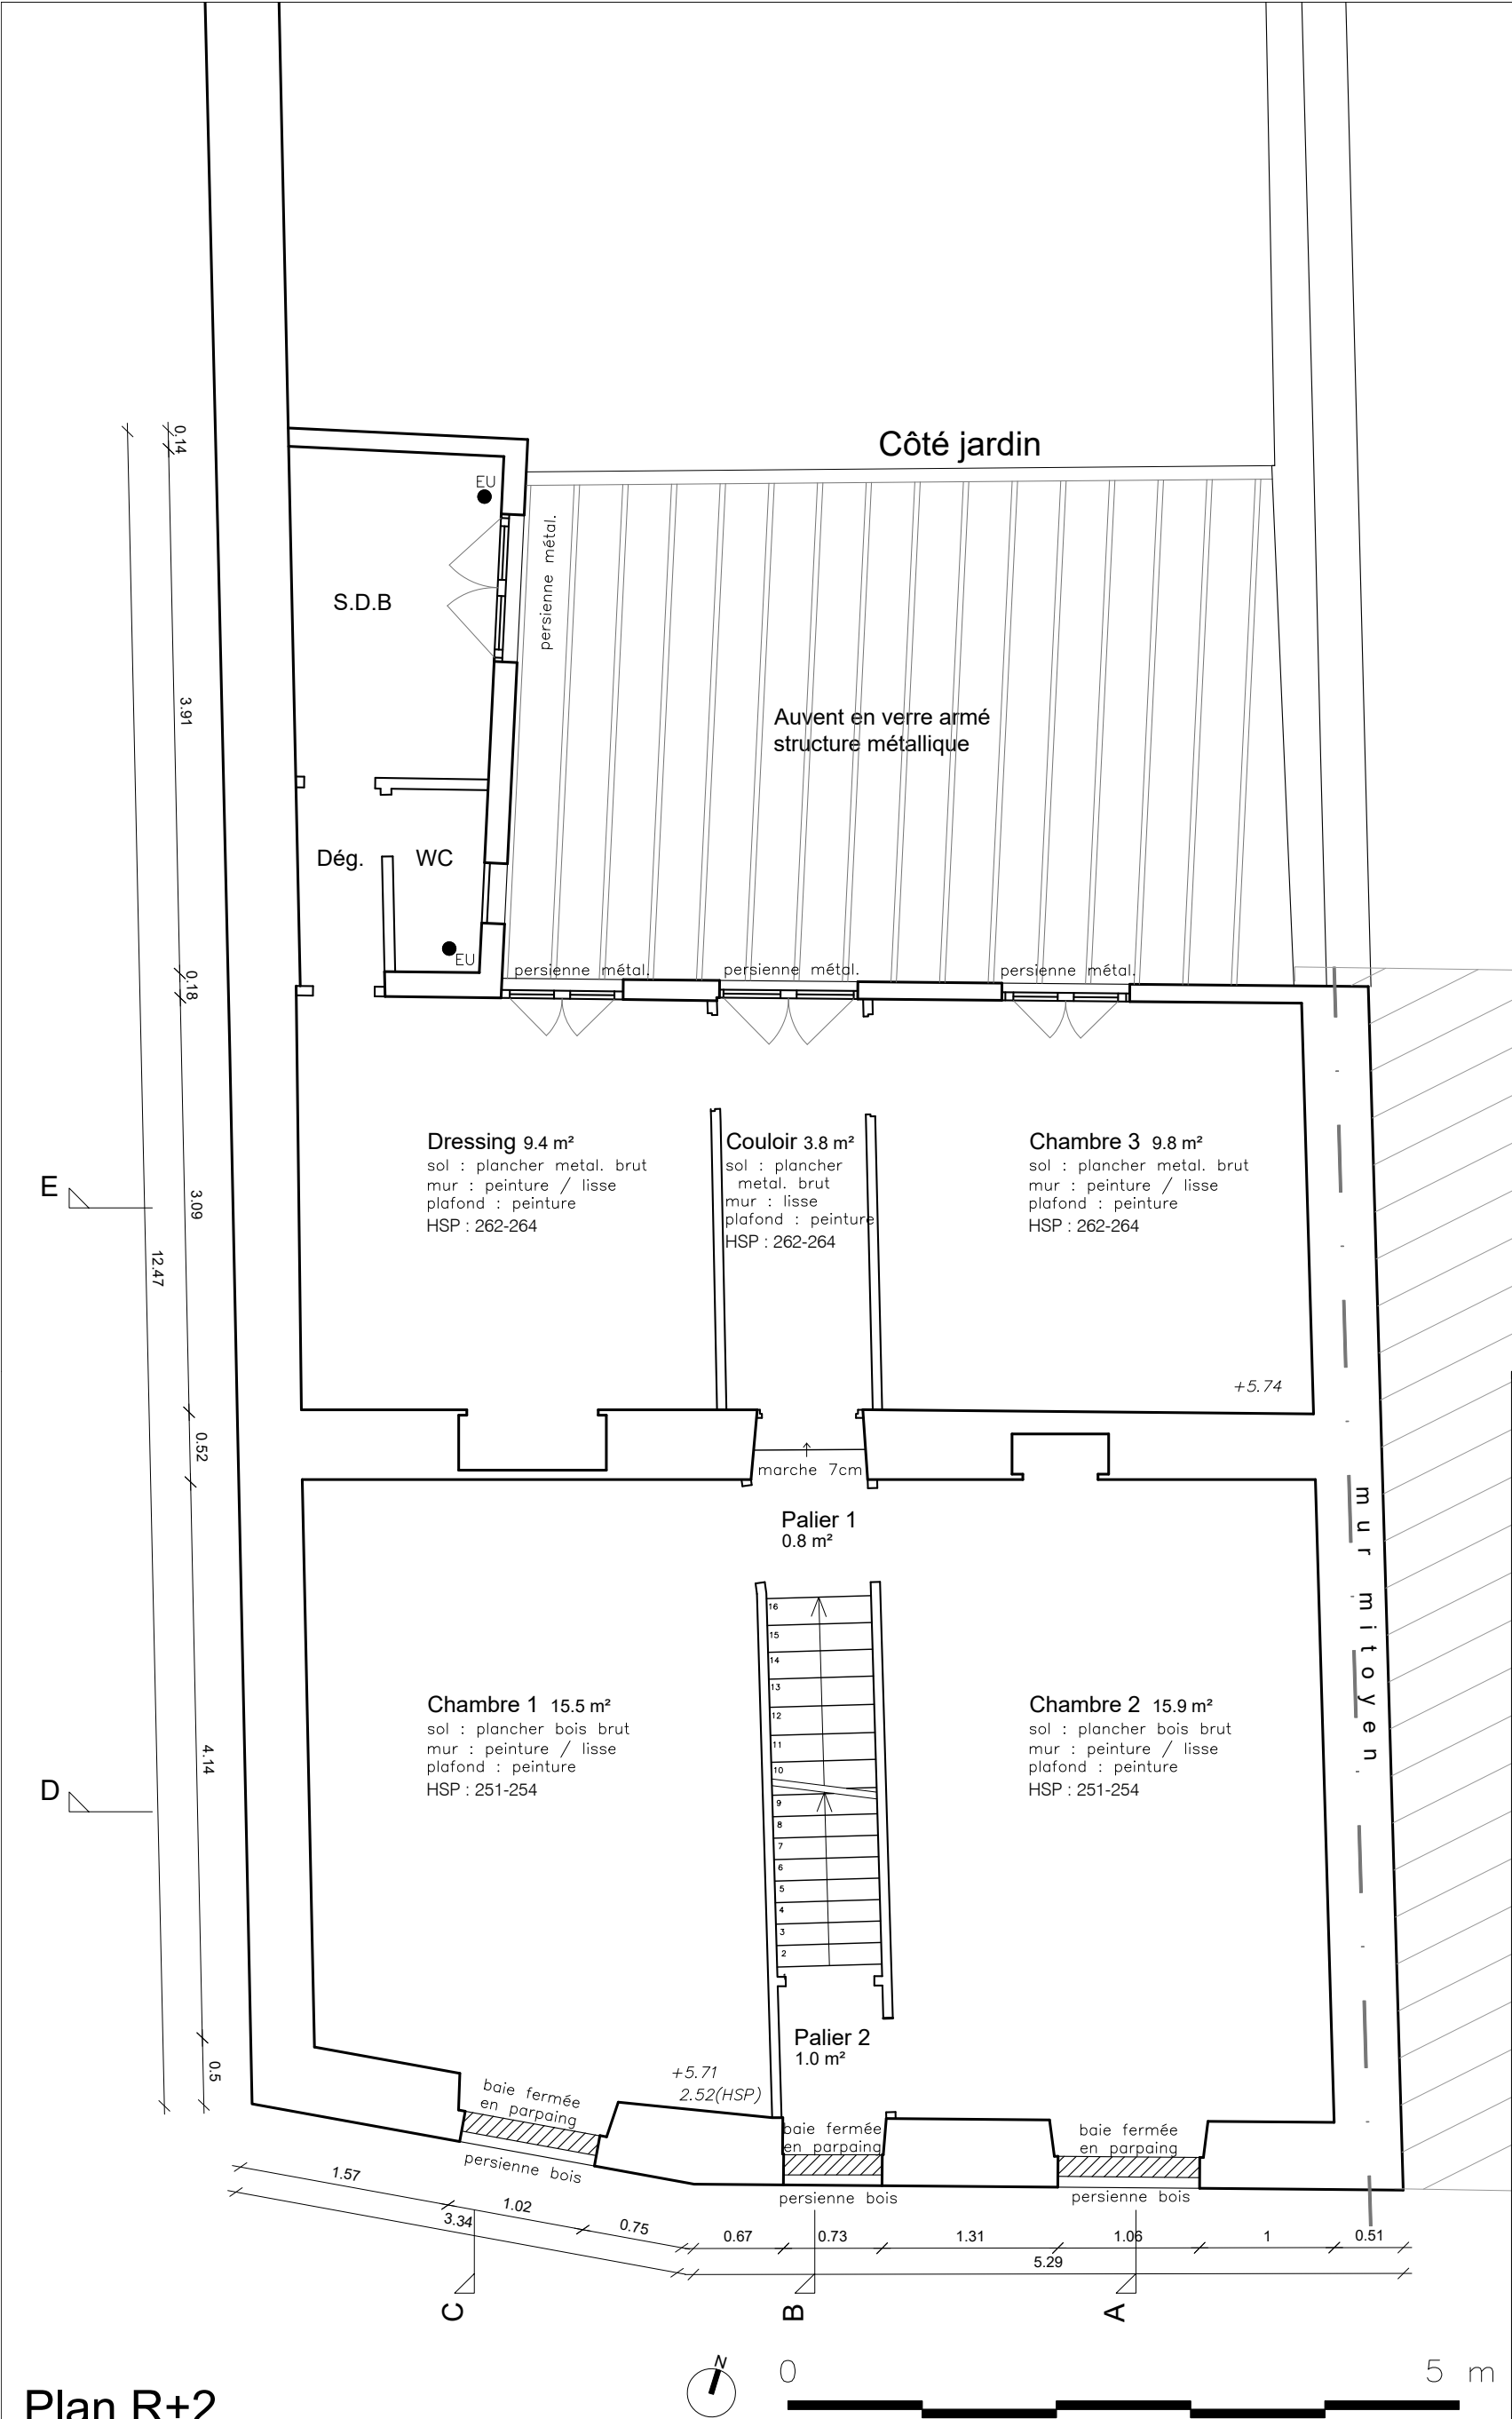 Côté jardin
0.14
EU
persienne métal.
S.D.B
3.91
Auvent en verre armé
structure métallique
Dég.
WC
EU
0.18
persienne métal.
persienne métal.
persienne métal.
Dressing 9.4 m²
sol : plancher metal. brut
mur : peinture / lisse
plafond : peinture
HSP : 262-264
Couloir 3.8 m²
sol : plancher
metal. brut
mur : lisse
plafond : peinture
HSP : 262-264
Chambre 3 9.8 m²
sol : plancher metal. brut
mur : peinture / lisse
plafond : peinture
HSP : 262-264
E
3.09
12.47
+5.74
0.52
marche 7cm
Palier 1
0.8 m²
mur mitoyen
16
15
14
13
12
11
10
9
8
7
6
5
4
3
2
Chambre 1 15.5 m²
sol : plancher bois brut
mur : peinture / lisse
plafond : peinture
HSP : 251-254
Chambre 2 15.9 m²
sol : plancher bois brut
mur : peinture / lisse
plafond : peinture
HSP : 251-254
4.14
D
Palier 2
1.0 m²
0.5
+5.71
2.52(HSP)
baie fermée
en parpaing
persienne bois
baie fermée
en parpaing
persienne bois
baie fermée
en parpaing
persienne bois
1.57
1.02
0.75
3.34
0.67
0.73
1.31
1.06
1
0.51
5.29
C
B
A
N
0
5 m
Plan R+2